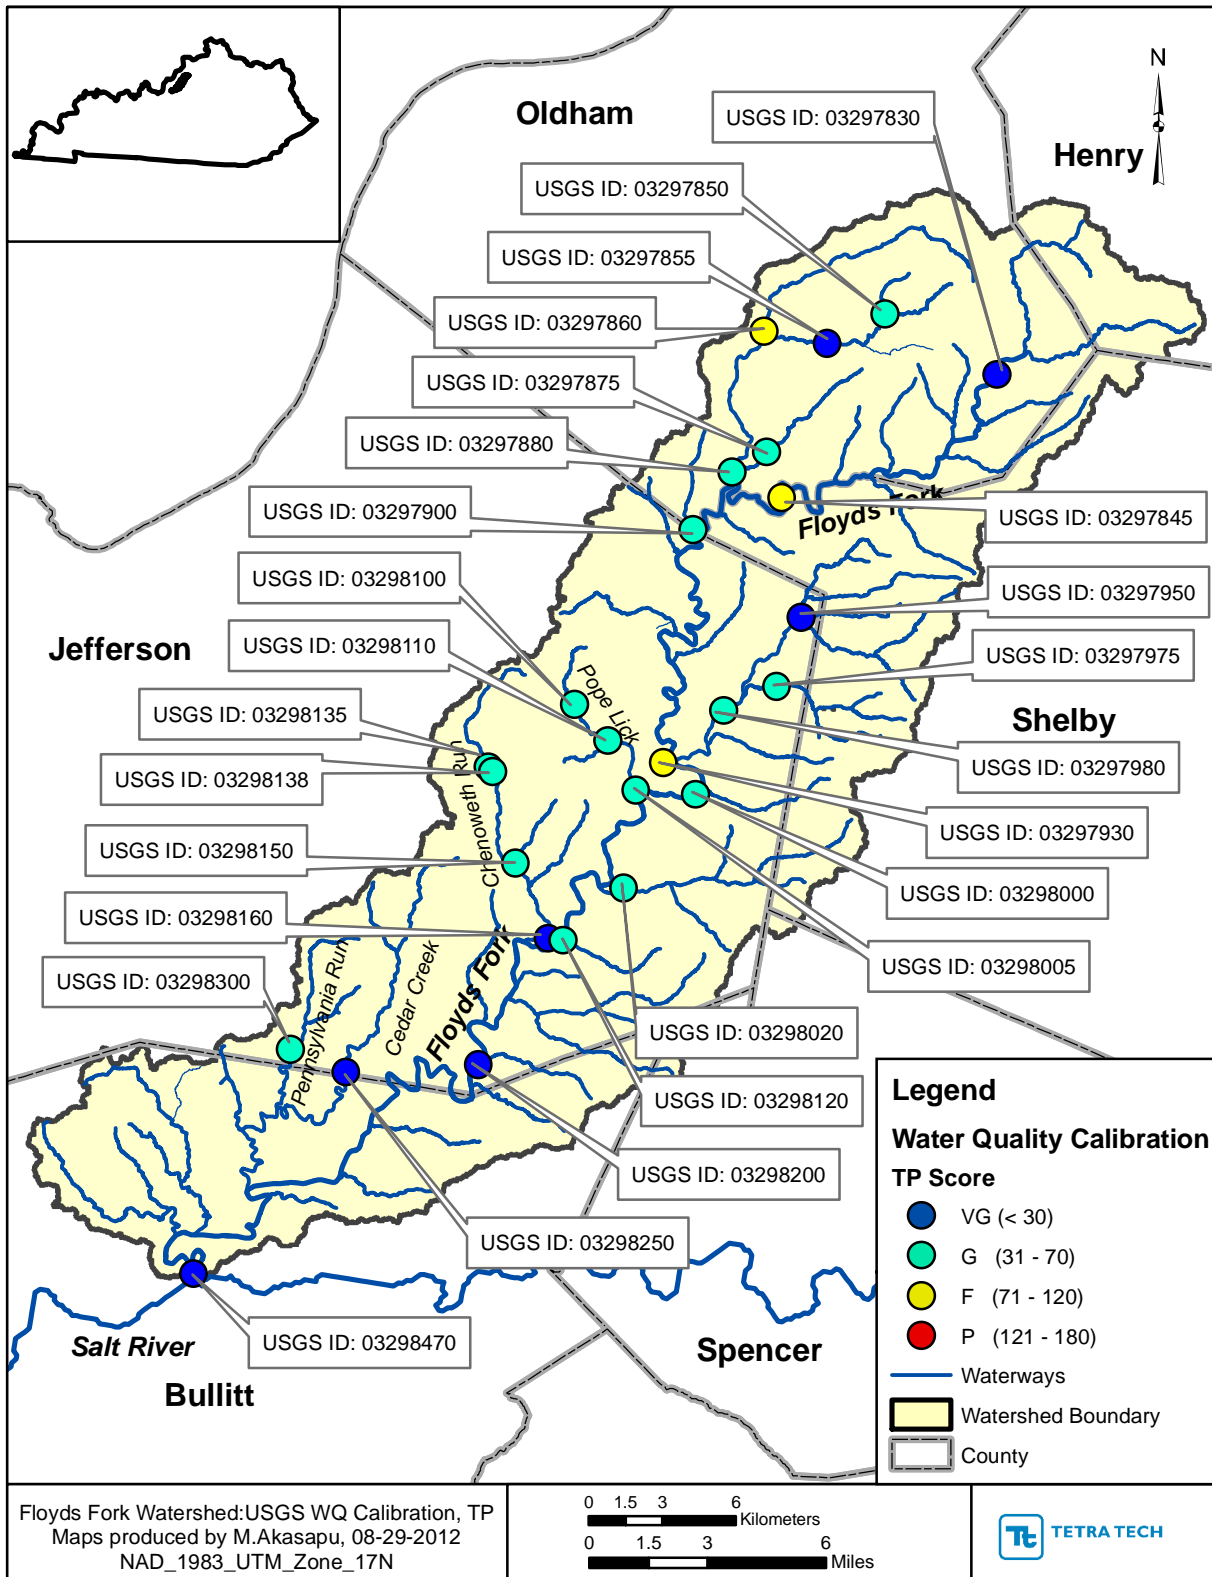 N
Oldham
USGS ID: 03297830
Henry
USGS ID: 03297850
USGS ID: 03297855
USGS ID: 03297860
USGS ID: 03297875
USGS ID: 03297880
USGS ID: 03297900
Floyds Fork
USGS ID: 03297845
USGS ID: 03298100
USGS ID: 03297950
Jefferson
USGS ID: 03298110
USGS ID: 03297975
Pope Lick
USGS ID: 03298135
Shelby
USGS ID: 03298138
USGS ID: 03297980
Chenoweth Run
USGS ID: 03297930
USGS ID: 03298150
USGS ID: 03298000
USGS ID: 03298160
USGS ID: 03298005
USGS ID: 03298300
Pennsylvania Run
Cedar Creek
Floyds Fork
USGS ID: 03298020
USGS ID: 03298120
USGS ID: 03298200
USGS ID: 03298250
USGS ID: 03298470
Salt River
Spencer
Bullitt
Legend
Water Quality Calibration
TP Score
VG (< 30)
G (31 - 70)
F (71 - 120)
P (121 - 180)
Waterways
Watershed Boundary
County
Floyds Fork Watershed:USGS WQ Calibration, TP
Maps produced by M.Akasapu, 08-29-2012
NAD_1983_UTM_Zone_17N
0 1.5 3 6
Kilometers
0 1.5 3 6
Miles
Tt TETRA TECH